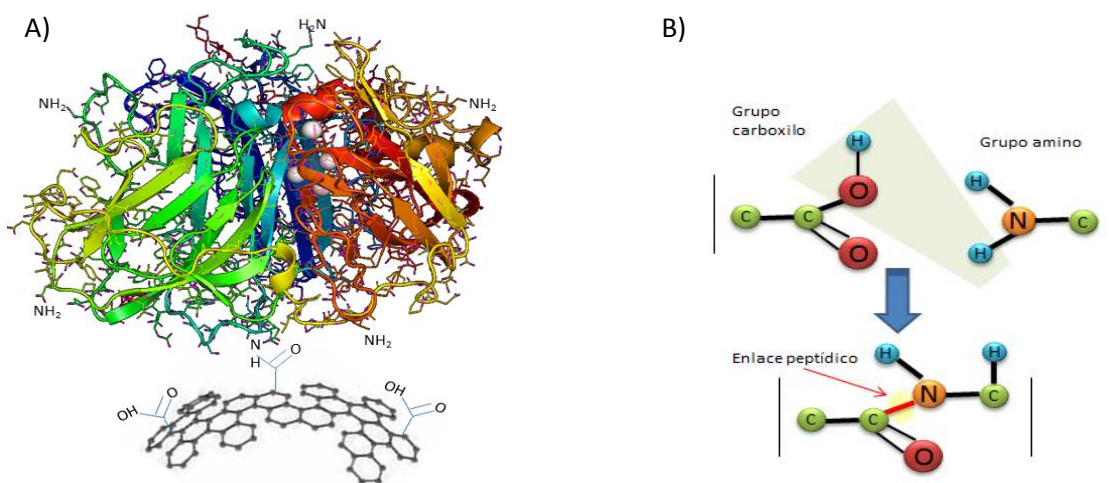 A)
H₂N
NH₂
NH₂
NH₂
NH₂
N
H
O
O
OH
OH
O
B)
Grupo
carboxilo
Grupo amino
H
O
H
N
C
C
C
H
O
Enlace peptídico
H
H
N
C
C
C
O